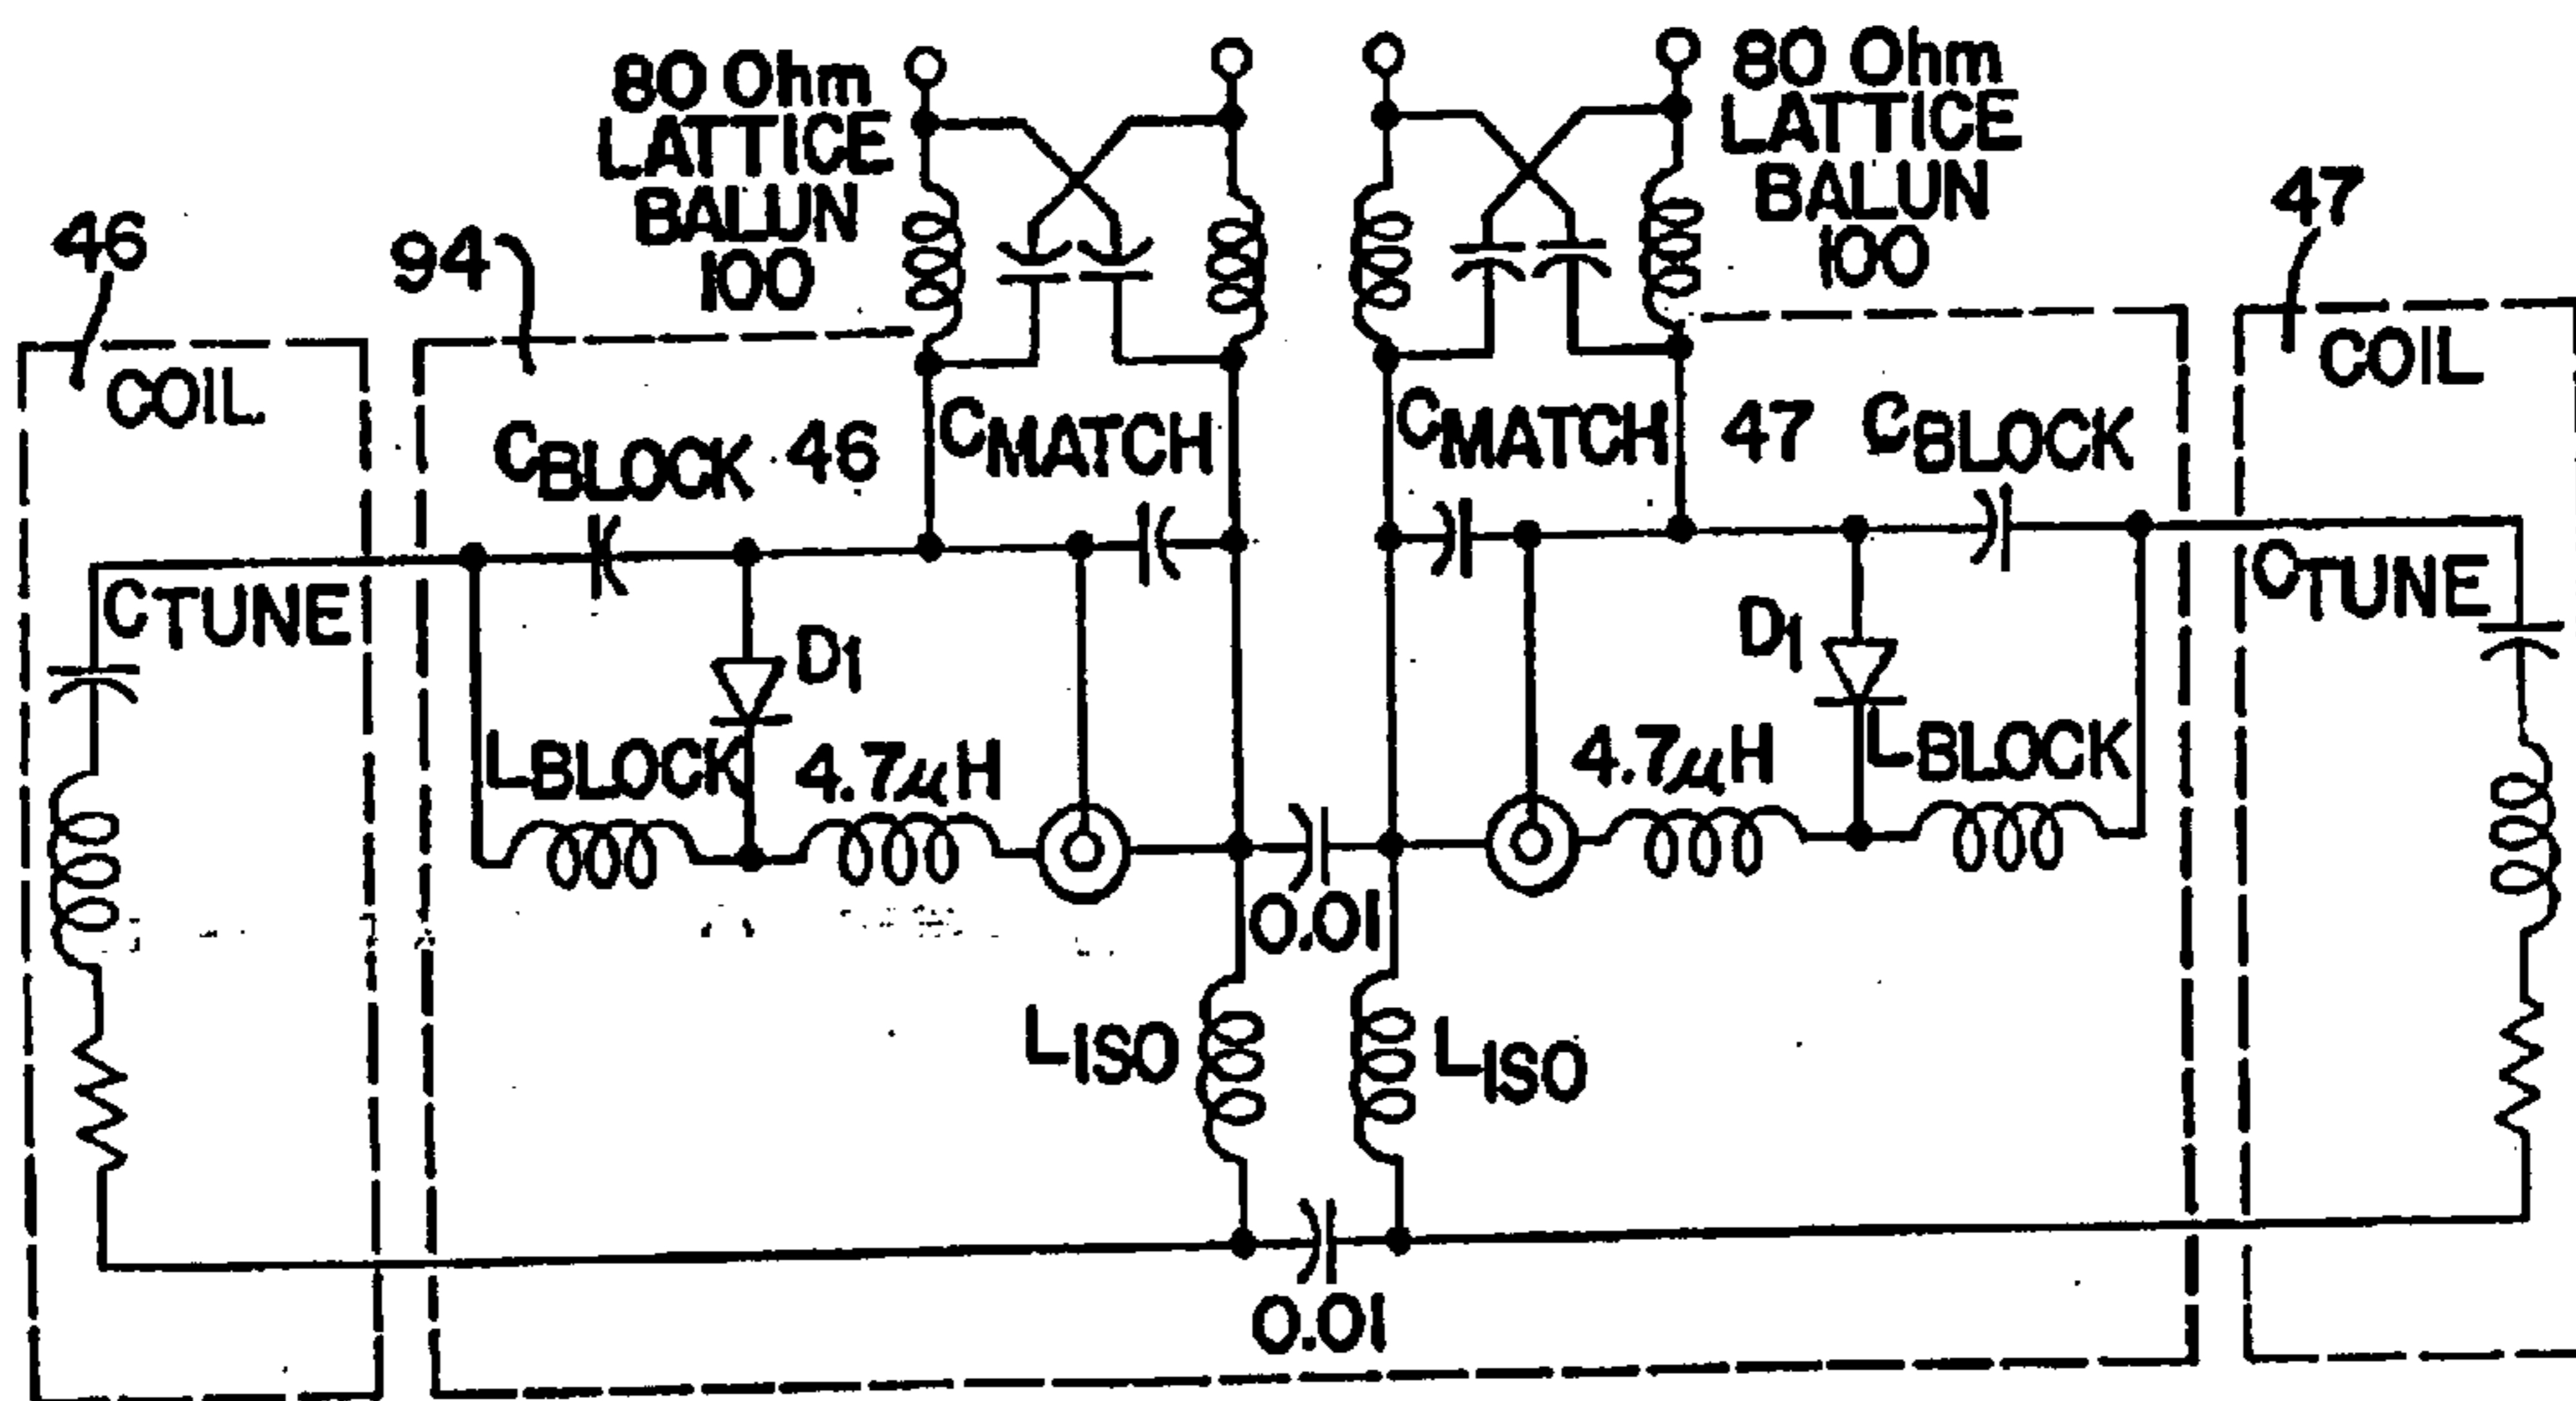 80 Ohm
LATTICE
BALUN
100
80 Ohm
LATTICE
BALUN
100
46
94
47
COIL
COIL
CBLOCK 46
CMATCH
CMATCH
47 CBLOCK
CTUNE
CTUNE
D1
D1
LBLOCK
4.7μH
4.7μH
LBLOCK
0.01
LISO
LISO
0.01